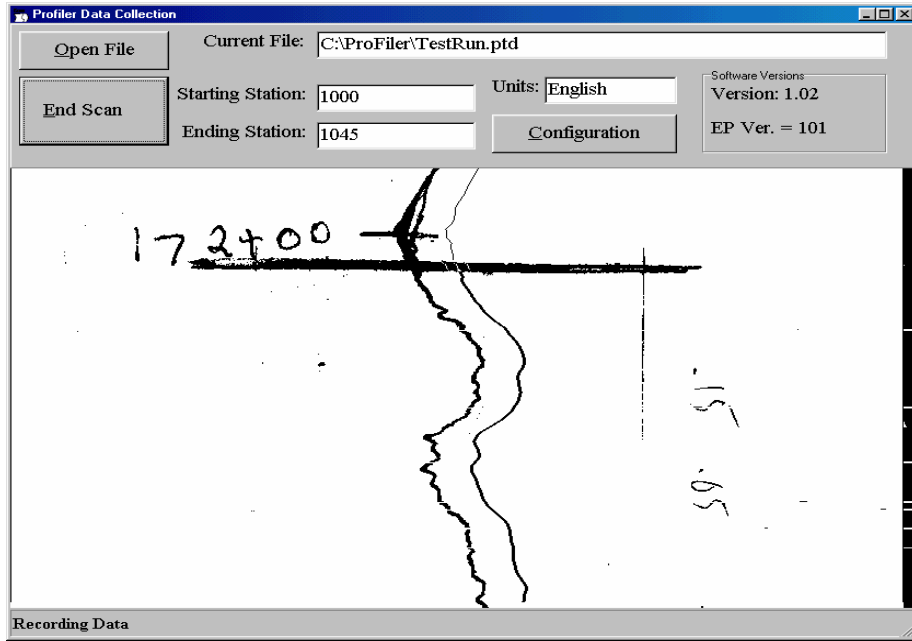 Profiler Data Collection
Open File
Current File: C:\ProFiler\TestRun.ptd
End Scan
Starting Station: 1000
Units: English
Ending Station: 1045
Configuration
Software Versions
Version: 1.02
EP Ver. = 101
172+00
Recording Data